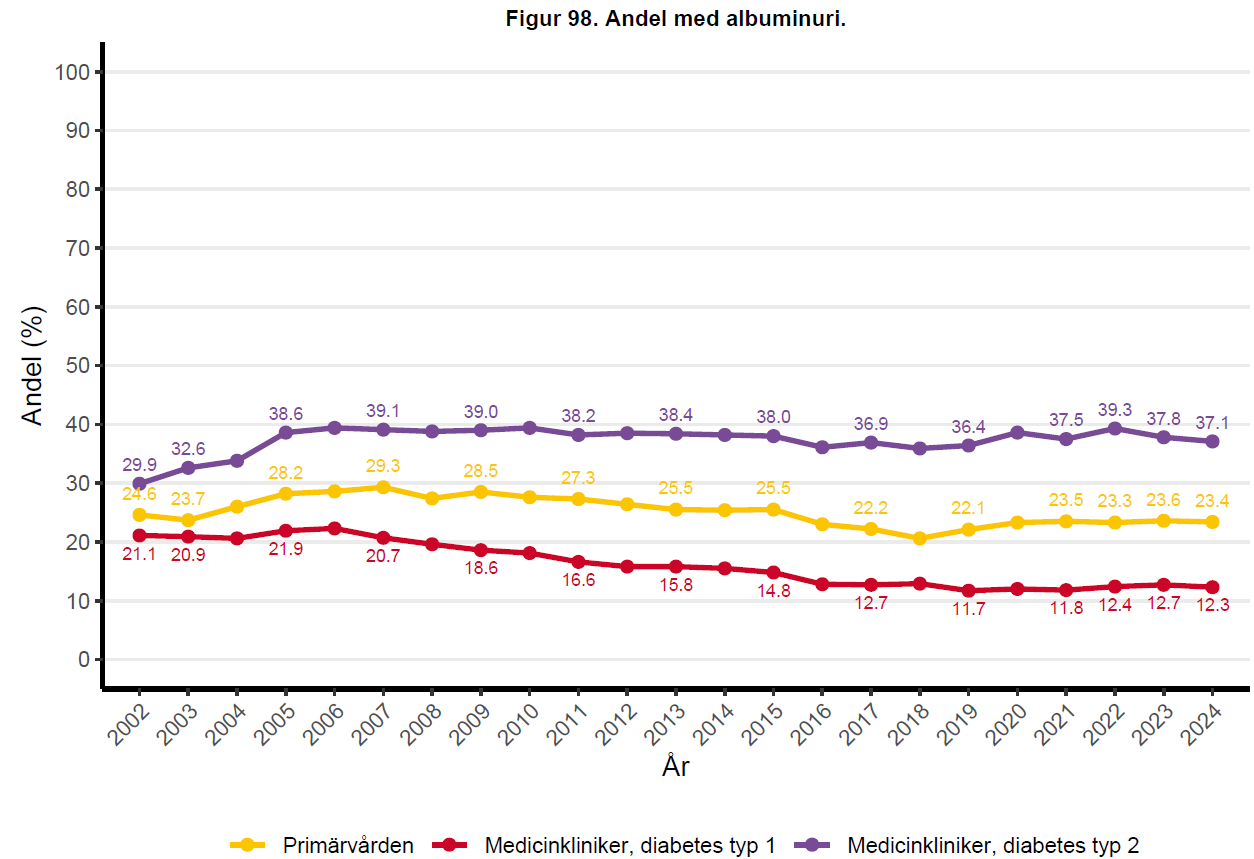 Figur 98. Andel med albuminuri.
100
90
80
70
60
50
40
30
20
10
0
Andel (%)
29.9 32.6 38.6 39.1 39.0 38.2 38.4 38.0 36.9 36.4 37.5 39.3 37.8 37.1
24.6 23.7 28.2 29.3 28.5 27.3 25.5 25.5 22.2 22.1 23.5 23.3 23.6 23.4
21.1 20.9 21.9 20.7 18.6 16.6 15.8 14.8 12.7 11.7 11.8 12.4 12.7 12.3
2002 2003 2004 2005 2006 2007 2008 2009 2010 2011 2012 2013 2014 2015 2016 2017 2018 2019 2020 2021 2022 2023 2024
År
Primärvården Medicinkliniker, diabetes typ 1 Medicinkliniker, diabetes typ 2